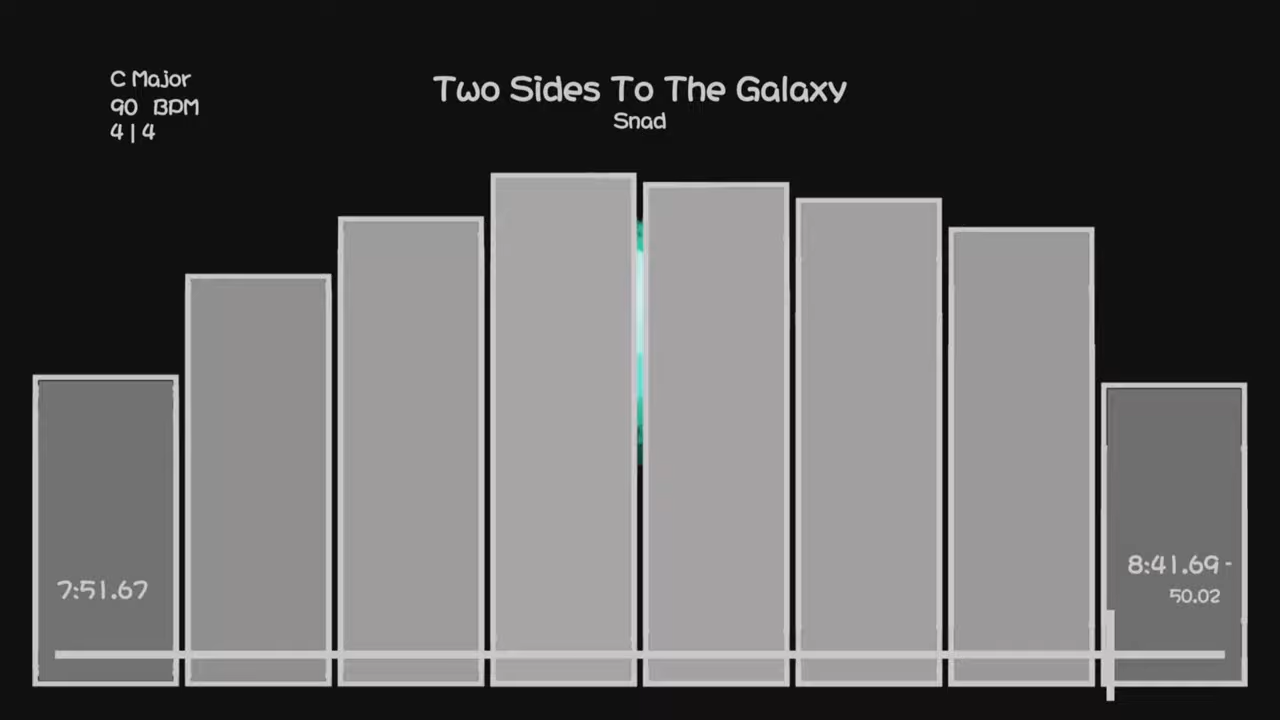 C Major
90 BPM
4 | 4
Two Sides To The Galaxy
Snad
7:51.67
8:41.69 -
50.02